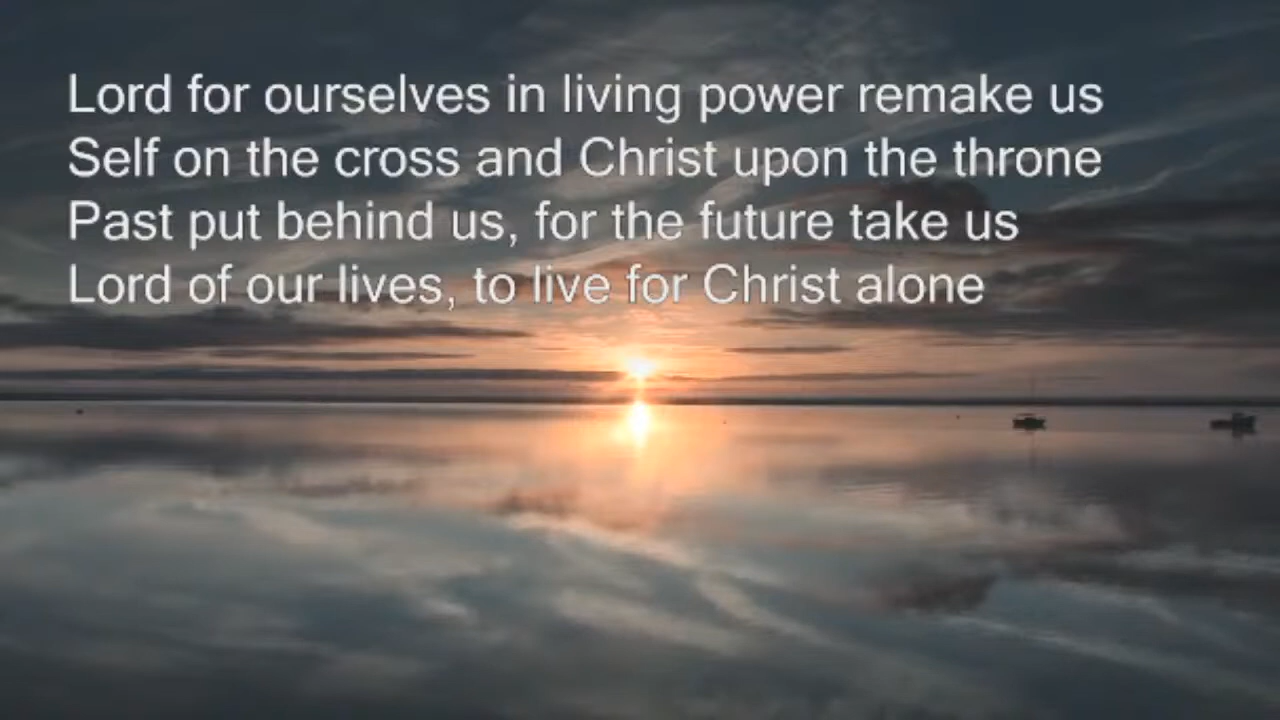 Lord for ourselves in living power remake us
Self on the cross and Christ upon the throne
Past put behind us, for the future take us
Lord of our lives, to live for Christ alone